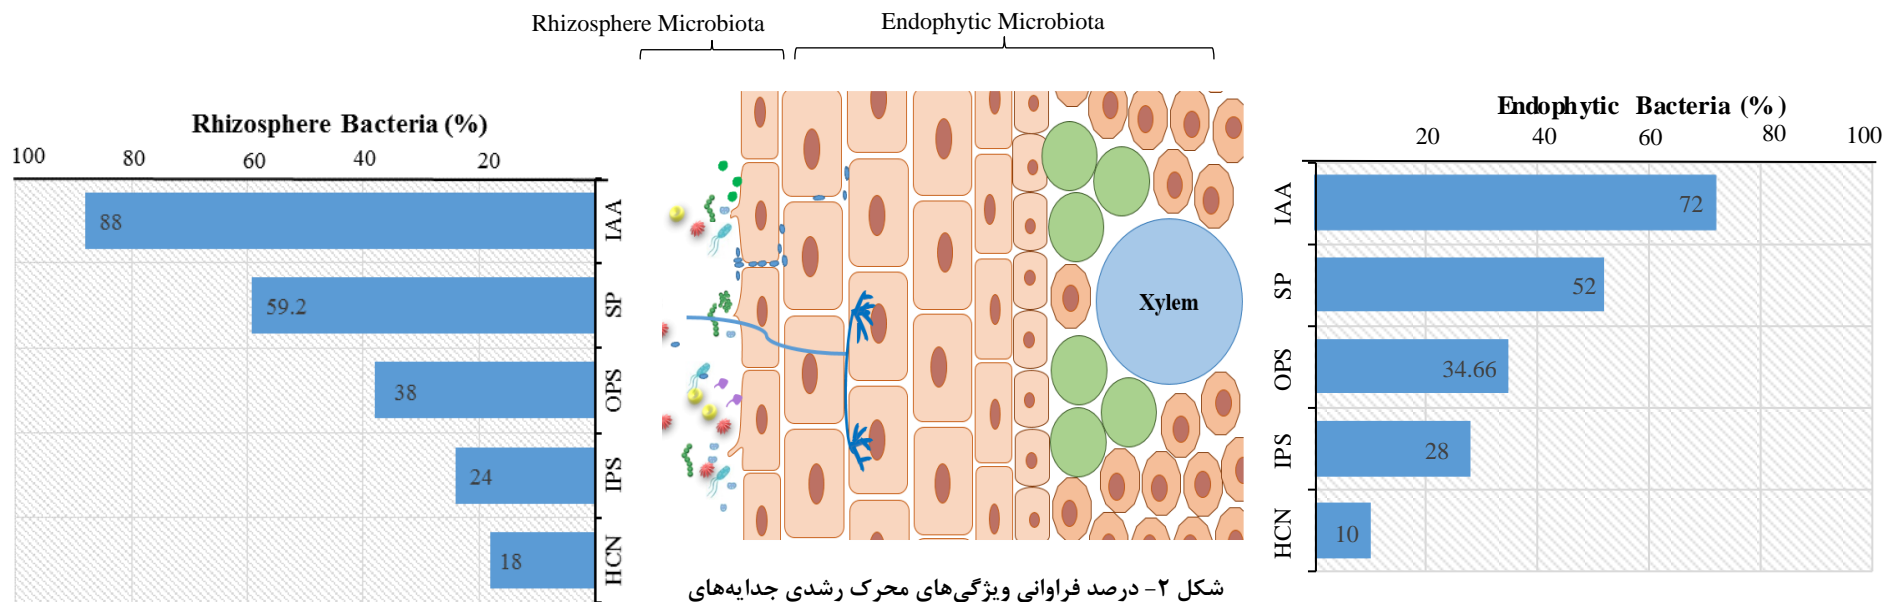 Rhizosphere Microbiota
Endophytic Microbiota
Rhizosphere Bacteria (%)
100 80 60 40 20
88
59.2
38
24
18
IAA
SP
OPS
IPS
HCN
Xylem
Endophytic Bacteria (%)
20 40 60 80 100
IAA
SP
OPS
IPS
HCN
72
52
34.66
28
10
شکل ۲- درصد فراوانی ویژگی‌های محرک رشدی جدایه‌های